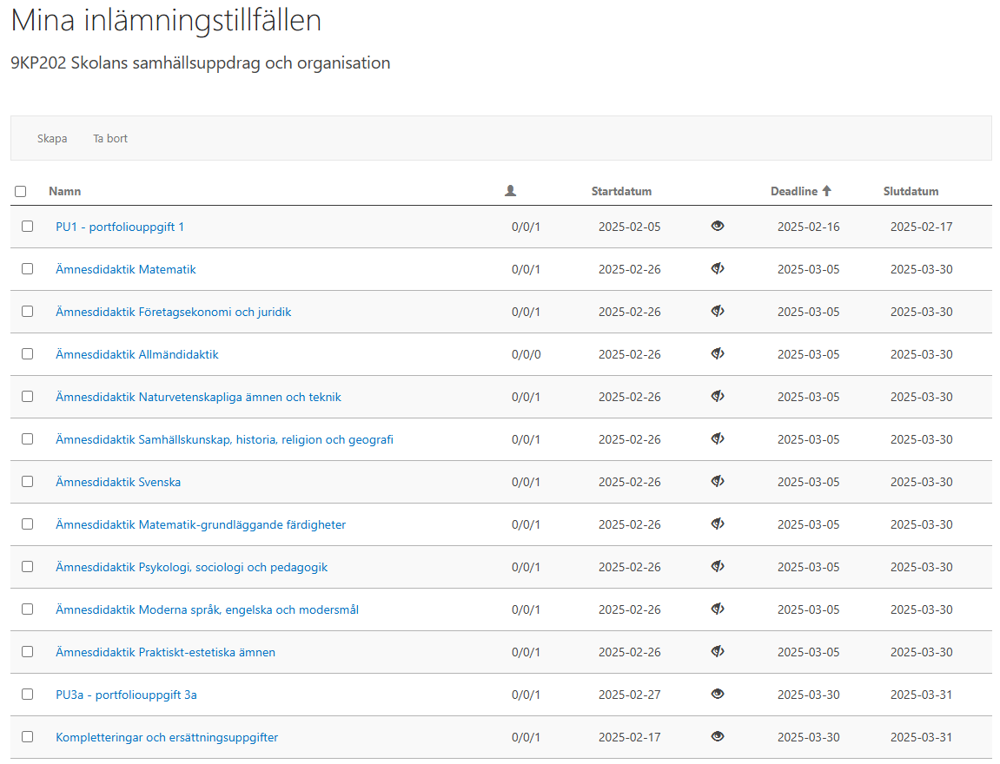 Mina inlämningstillfällen
9KP202 Skolans samhällsuppdrag och organisation
Skapa Ta bort
Namn Startdatum Deadline Slutdatum
PU1 - portfoliouppgift 1 0/0/1 2025-02-05 2025-02-16 2025-02-17
Ämnesdidaktik Matematik 0/0/1 2025-02-26 2025-03-05 2025-03-30
Ämnesdidaktik Företagsekonomi och juridik 0/0/1 2025-02-26 2025-03-05 2025-03-30
Ämnesdidaktik Allmändidaktik 0/0/0 2025-02-26 2025-03-05 2025-03-30
Ämnesdidaktik Naturvetenskapliga ämnen och teknik 0/0/1 2025-02-26 2025-03-05 2025-03-30
Ämnesdidaktik Samhällskunskap, historia, religion och geografi 0/0/1 2025-02-26 2025-03-05 2025-03-30
Ämnesdidaktik Svenska 0/0/1 2025-02-26 2025-03-05 2025-03-30
Ämnesdidaktik Matematik-grundläggande färdigheter 0/0/1 2025-02-26 2025-03-05 2025-03-30
Ämnesdidaktik Psykologi, sociologi och pedagogik 0/0/1 2025-02-26 2025-03-05 2025-03-30
Ämnesdidaktik Moderna språk, engelska och modersmål 0/0/1 2025-02-26 2025-03-05 2025-03-30
Ämnesdidaktik Praktiskt-estetiska ämnen 0/0/1 2025-02-26 2025-03-05 2025-03-30
PU3a - portfoliouppgift 3a 0/0/1 2025-02-27 2025-03-30 2025-03-31
Kompletteringar och ersättningsuppgifter 0/0/1 2025-02-17 2025-03-30 2025-03-31